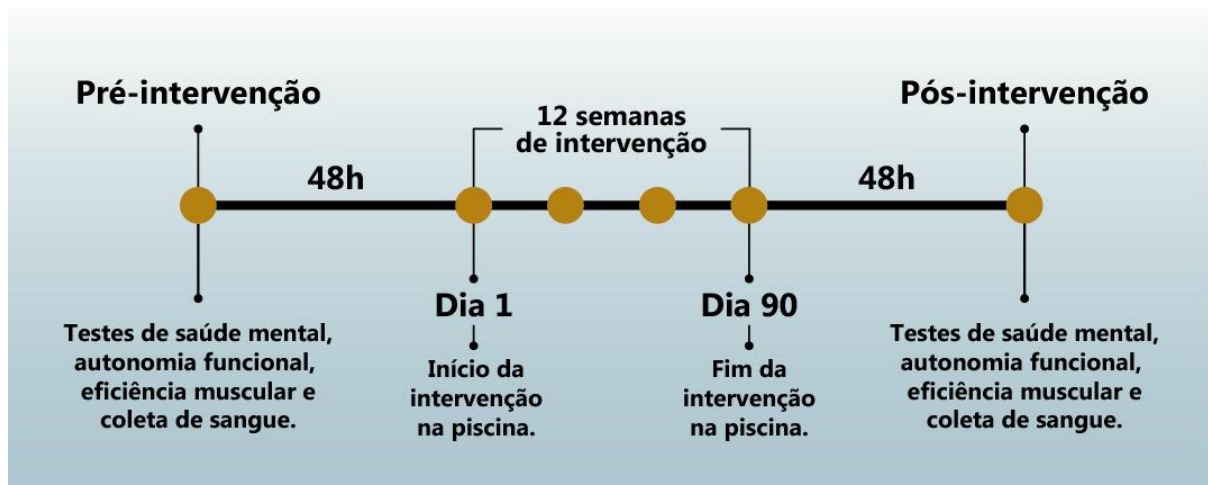 Pré-intervenção
Pós-intervenção
12 semanas
de intervenção
48h
48h
Dia 1
Dia 90
Testes de saúde mental,
autonomia funcional,
eficiência muscular e
coleta de sangue.
Início da
intervenção
na piscina.
Fim da
intervenção
na piscina.
Testes de saúde mental,
autonomia funcional,
eficiência muscular e
coleta de sangue.